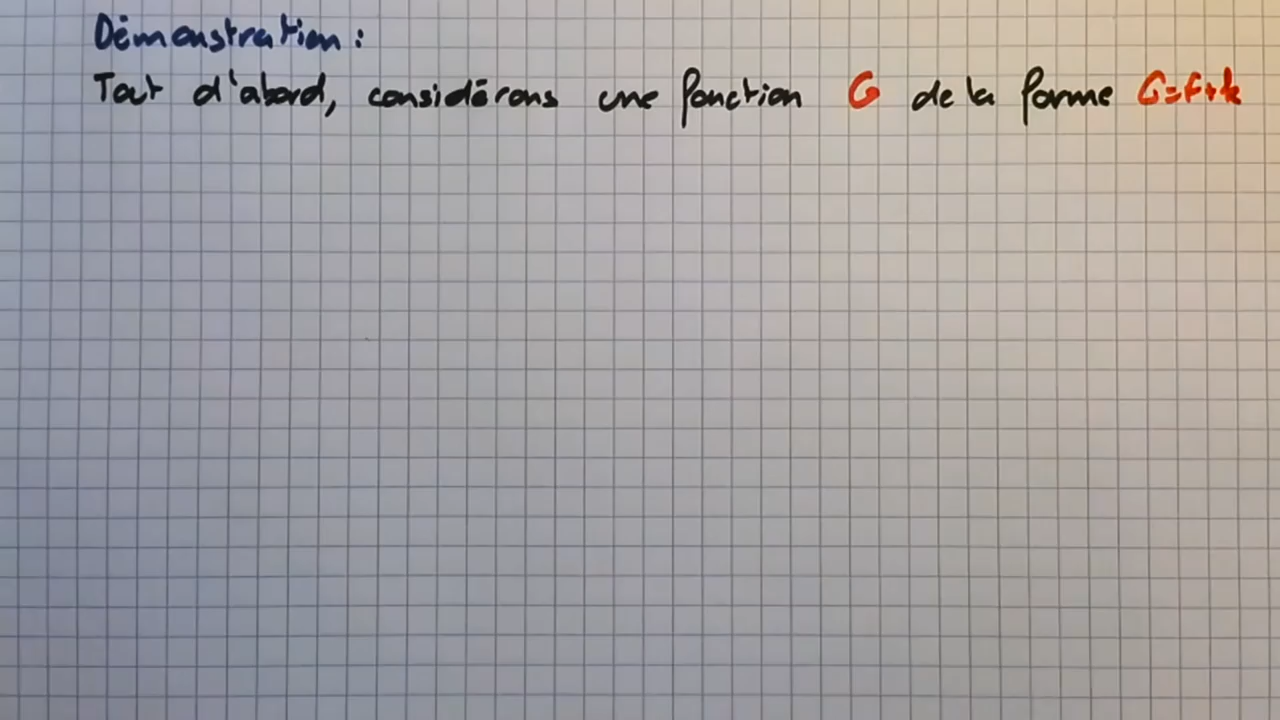 Démonstration :
Tout d'abord, considérons une fonction G de la forme G=F+k